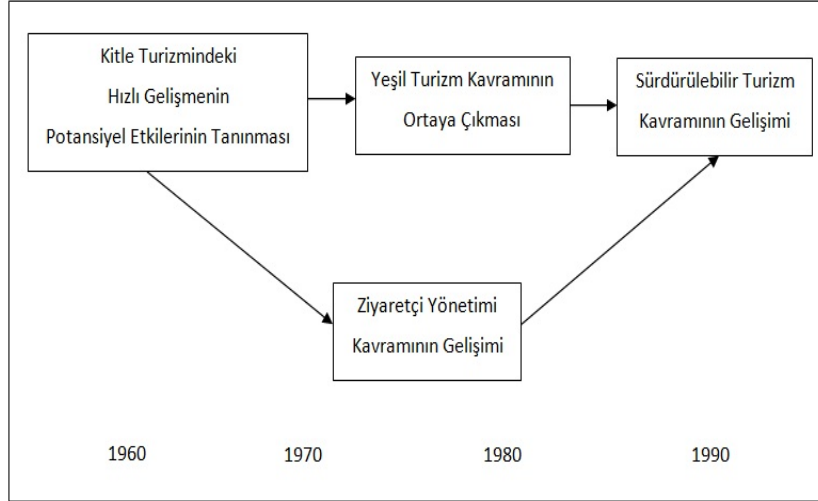 Kitle Turizmindeki
Hızlı Gelişmenin
Potansiyel Etkilerinin Tanınması
Yeşil Turizm Kavramının
Ortaya Çıkması
Sürdürülebilir Turizm
Kavramının Gelişimi
Ziyaretçi Yönetimi
Kavramının Gelişimi
1960 1970 1980 1990